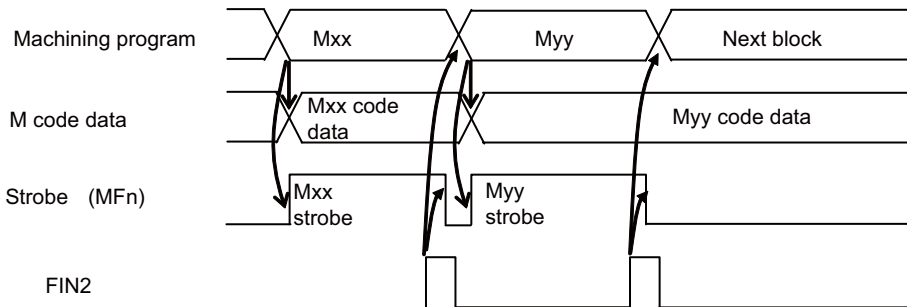 Machining program
Mxx
Myy
Next block
M code data
Mxx code
data
Myy code data
Strobe (MFn)
Mxx
strobe
Myy
strobe
FIN2